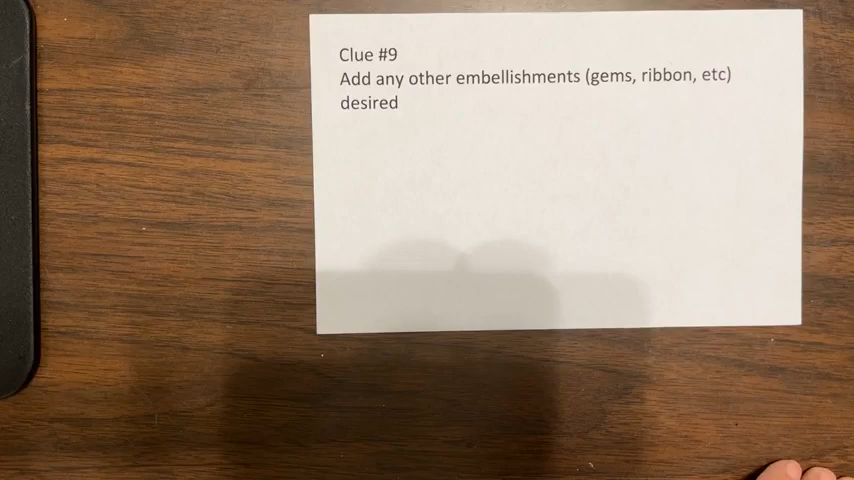 Clue #9
Add any other embellishments (gems, ribbon, etc)
desired